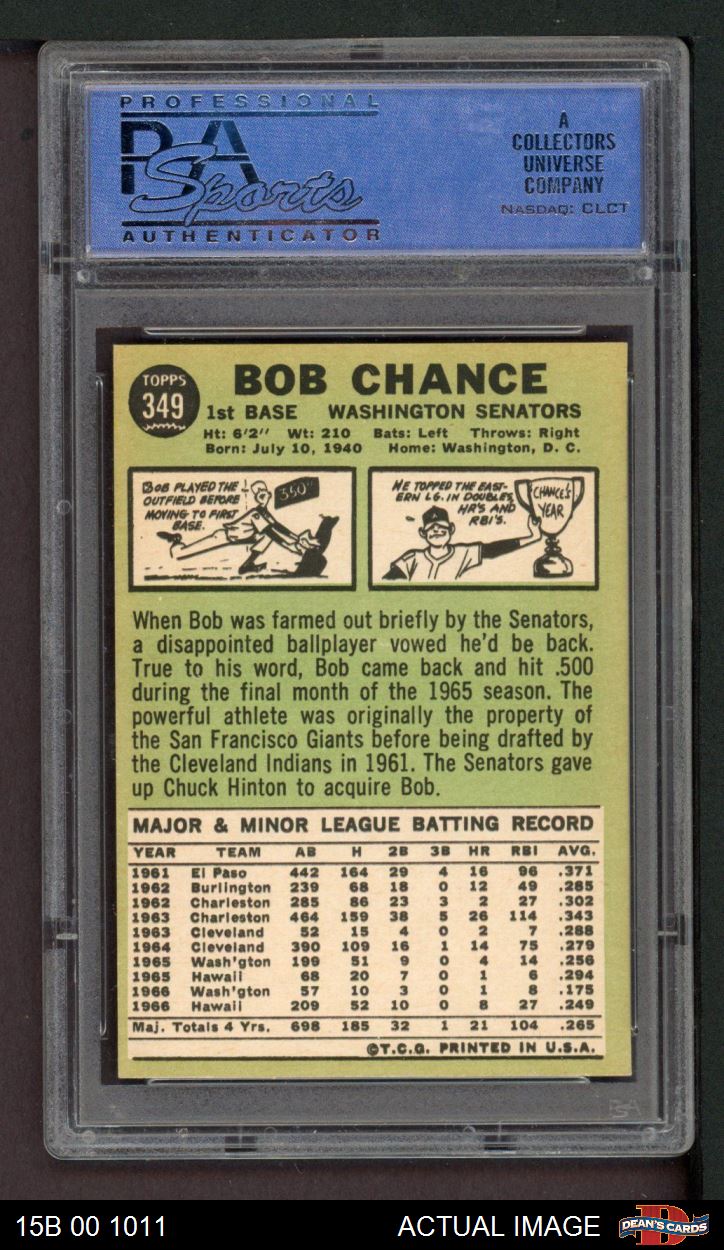 PROFESSIONAL
PSA
Sports
AUTHENTICATOR
A
COLLECTORS
UNIVERSE
COMPANY
NASDAQ: CLCT
TOPPS
349
BOB CHANCE
1st BASE WASHINGTON SENATORS
Ht: 6'2" Wt: 210 Bats: Left Throws: Right
Born: July 10, 1940 Home: Washington, D. C.
BOB PLAYED THE
OUTFIELD BEFORE
MOVING TO FIRST
BASE.
350"
HE TOPPED THE EAST-
ERN LG. IN DOUBLES,
HR'S AND
RBI'S.
CHANCE'S
YEAR
When Bob was farmed out briefly by the Senators,
a disappointed ballplayer vowed he'd be back.
True to his word, Bob came back and hit .500
during the final month of the 1965 season. The
powerful athlete was originally the property of
the San Francisco Giants before being drafted by
the Cleveland Indians in 1961. The Senators gave
up Chuck Hinton to acquire Bob.
MAJOR & MINOR LEAGUE BATTING RECORD
YEAR TEAM AB H 2B 3B HR RBI AVG.
1961 El Paso 442 164 29 4 16 96 .371
1962 Burlington 239 68 18 0 12 49 .285
1962 Charleston 285 86 23 3 2 27 .302
1963 Charleston 464 159 38 5 26 114 .343
1963 Cleveland 52 15 4 0 2 7 .288
1964 Cleveland 390 109 16 1 14 75 .279
1965 Wash'gton 199 51 9 0 4 14 .256
1965 Hawaii 68 20 7 0 1 6 .294
1966 Wash'gton 57 10 3 0 1 8 .175
1966 Hawaii 209 52 10 0 8 27 .249
Maj. Totals 4 Yrs. 698 185 32 1 21 104 .265
©T.C.G. PRINTED IN U.S.A.
PSA
15B 00 1011 ACTUAL IMAGE DEAN'S CARDS